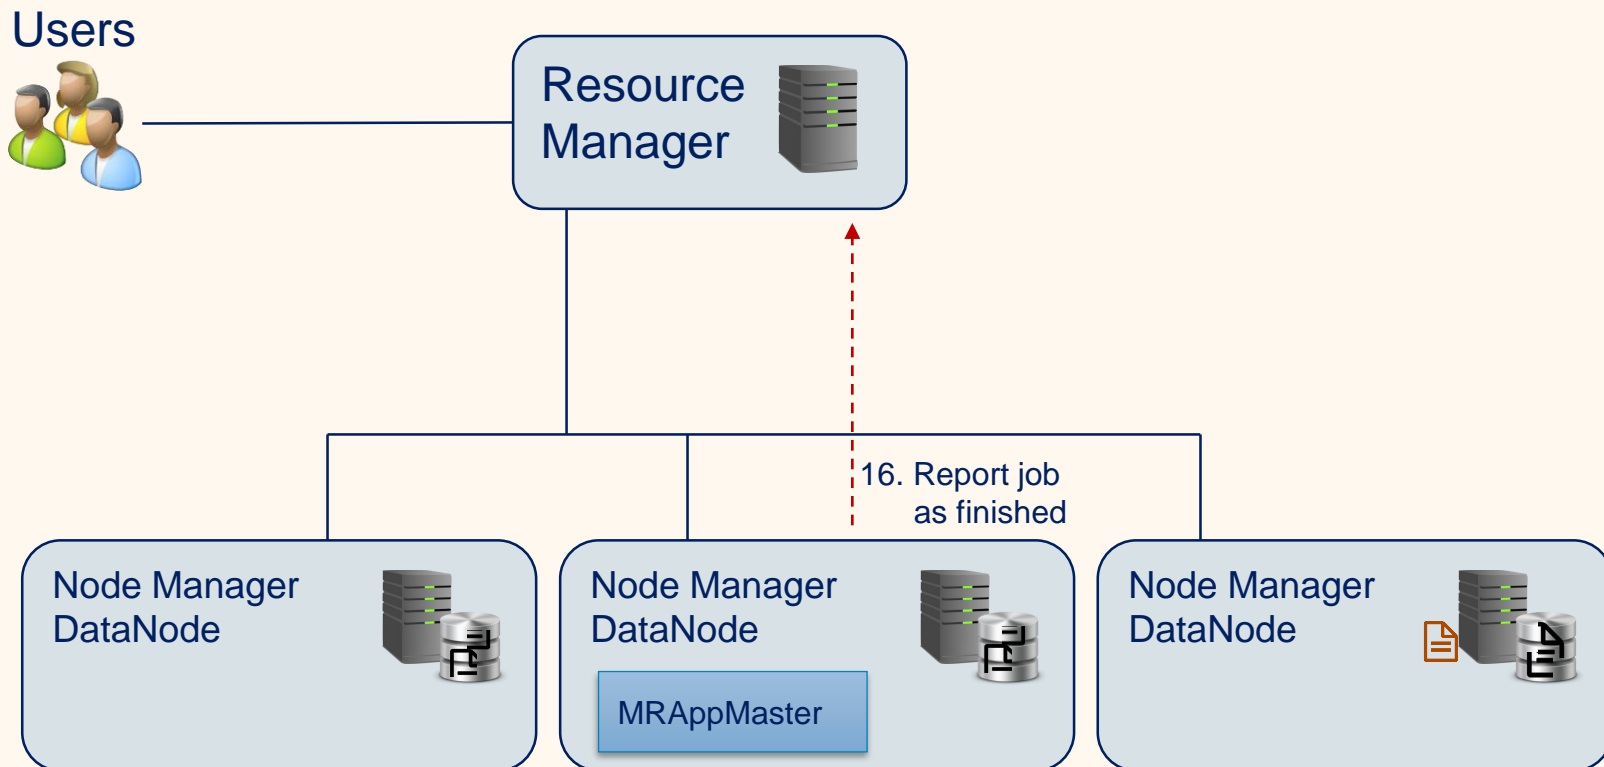 Users
Resource
Manager
16. Report job
as finished
Node Manager
DataNode
Node Manager
DataNode
MRAppMaster
Node Manager
DataNode